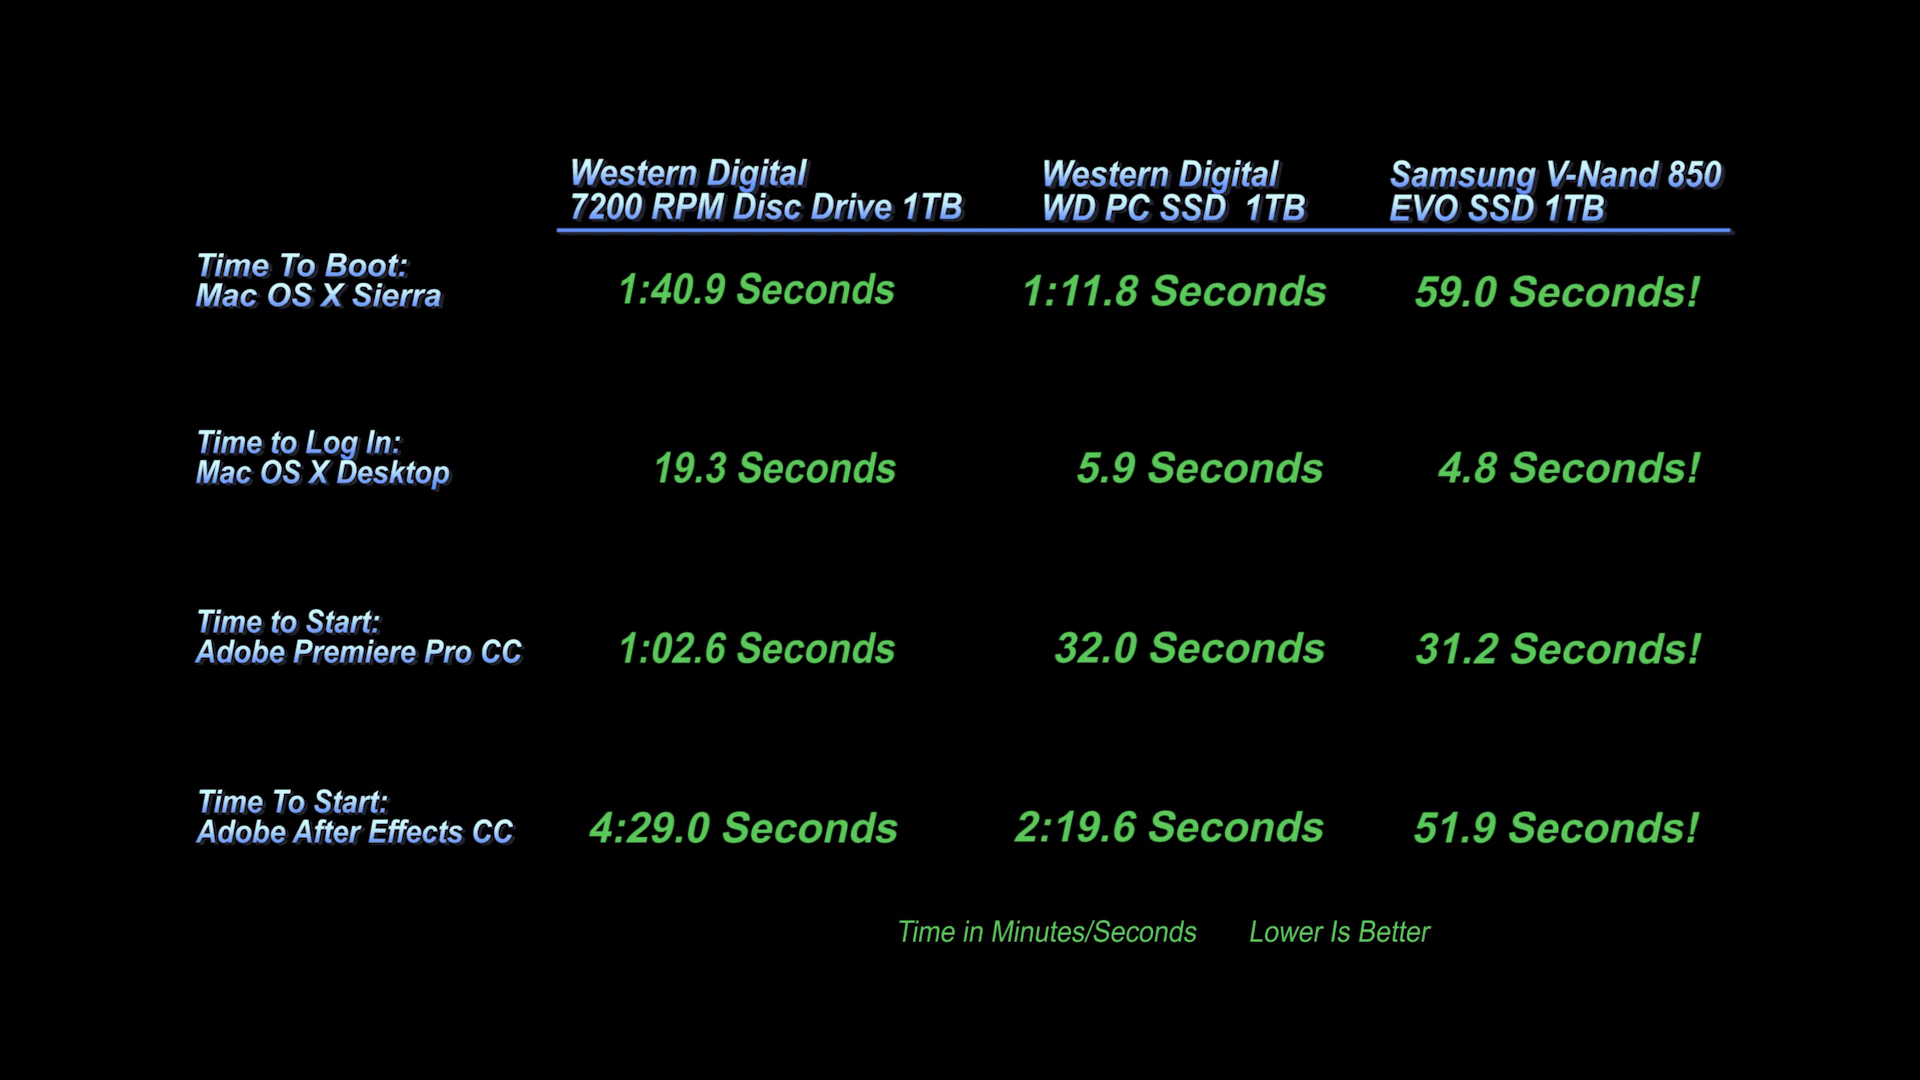 Western Digital
7200 RPM Disc Drive 1TB
Western Digital
WD PC SSD  1TB
Samsung V-Nand 850
EVO SSD 1TB
Time To Boot:
Mac OS X Sierra
1:40.9 Seconds
1:11.8 Seconds
59.0 Seconds!
Time to Log In:
Mac OS X Desktop
19.3 Seconds
5.9 Seconds
4.8 Seconds!
Time to Start:
Adobe Premiere Pro CC
1:02.6 Seconds
32.0 Seconds
31.2 Seconds!
Time To Start:
Adobe After Effects CC
4:29.0 Seconds
2:19.6 Seconds
51.9 Seconds!
Time in Minutes/Seconds
Lower Is Better